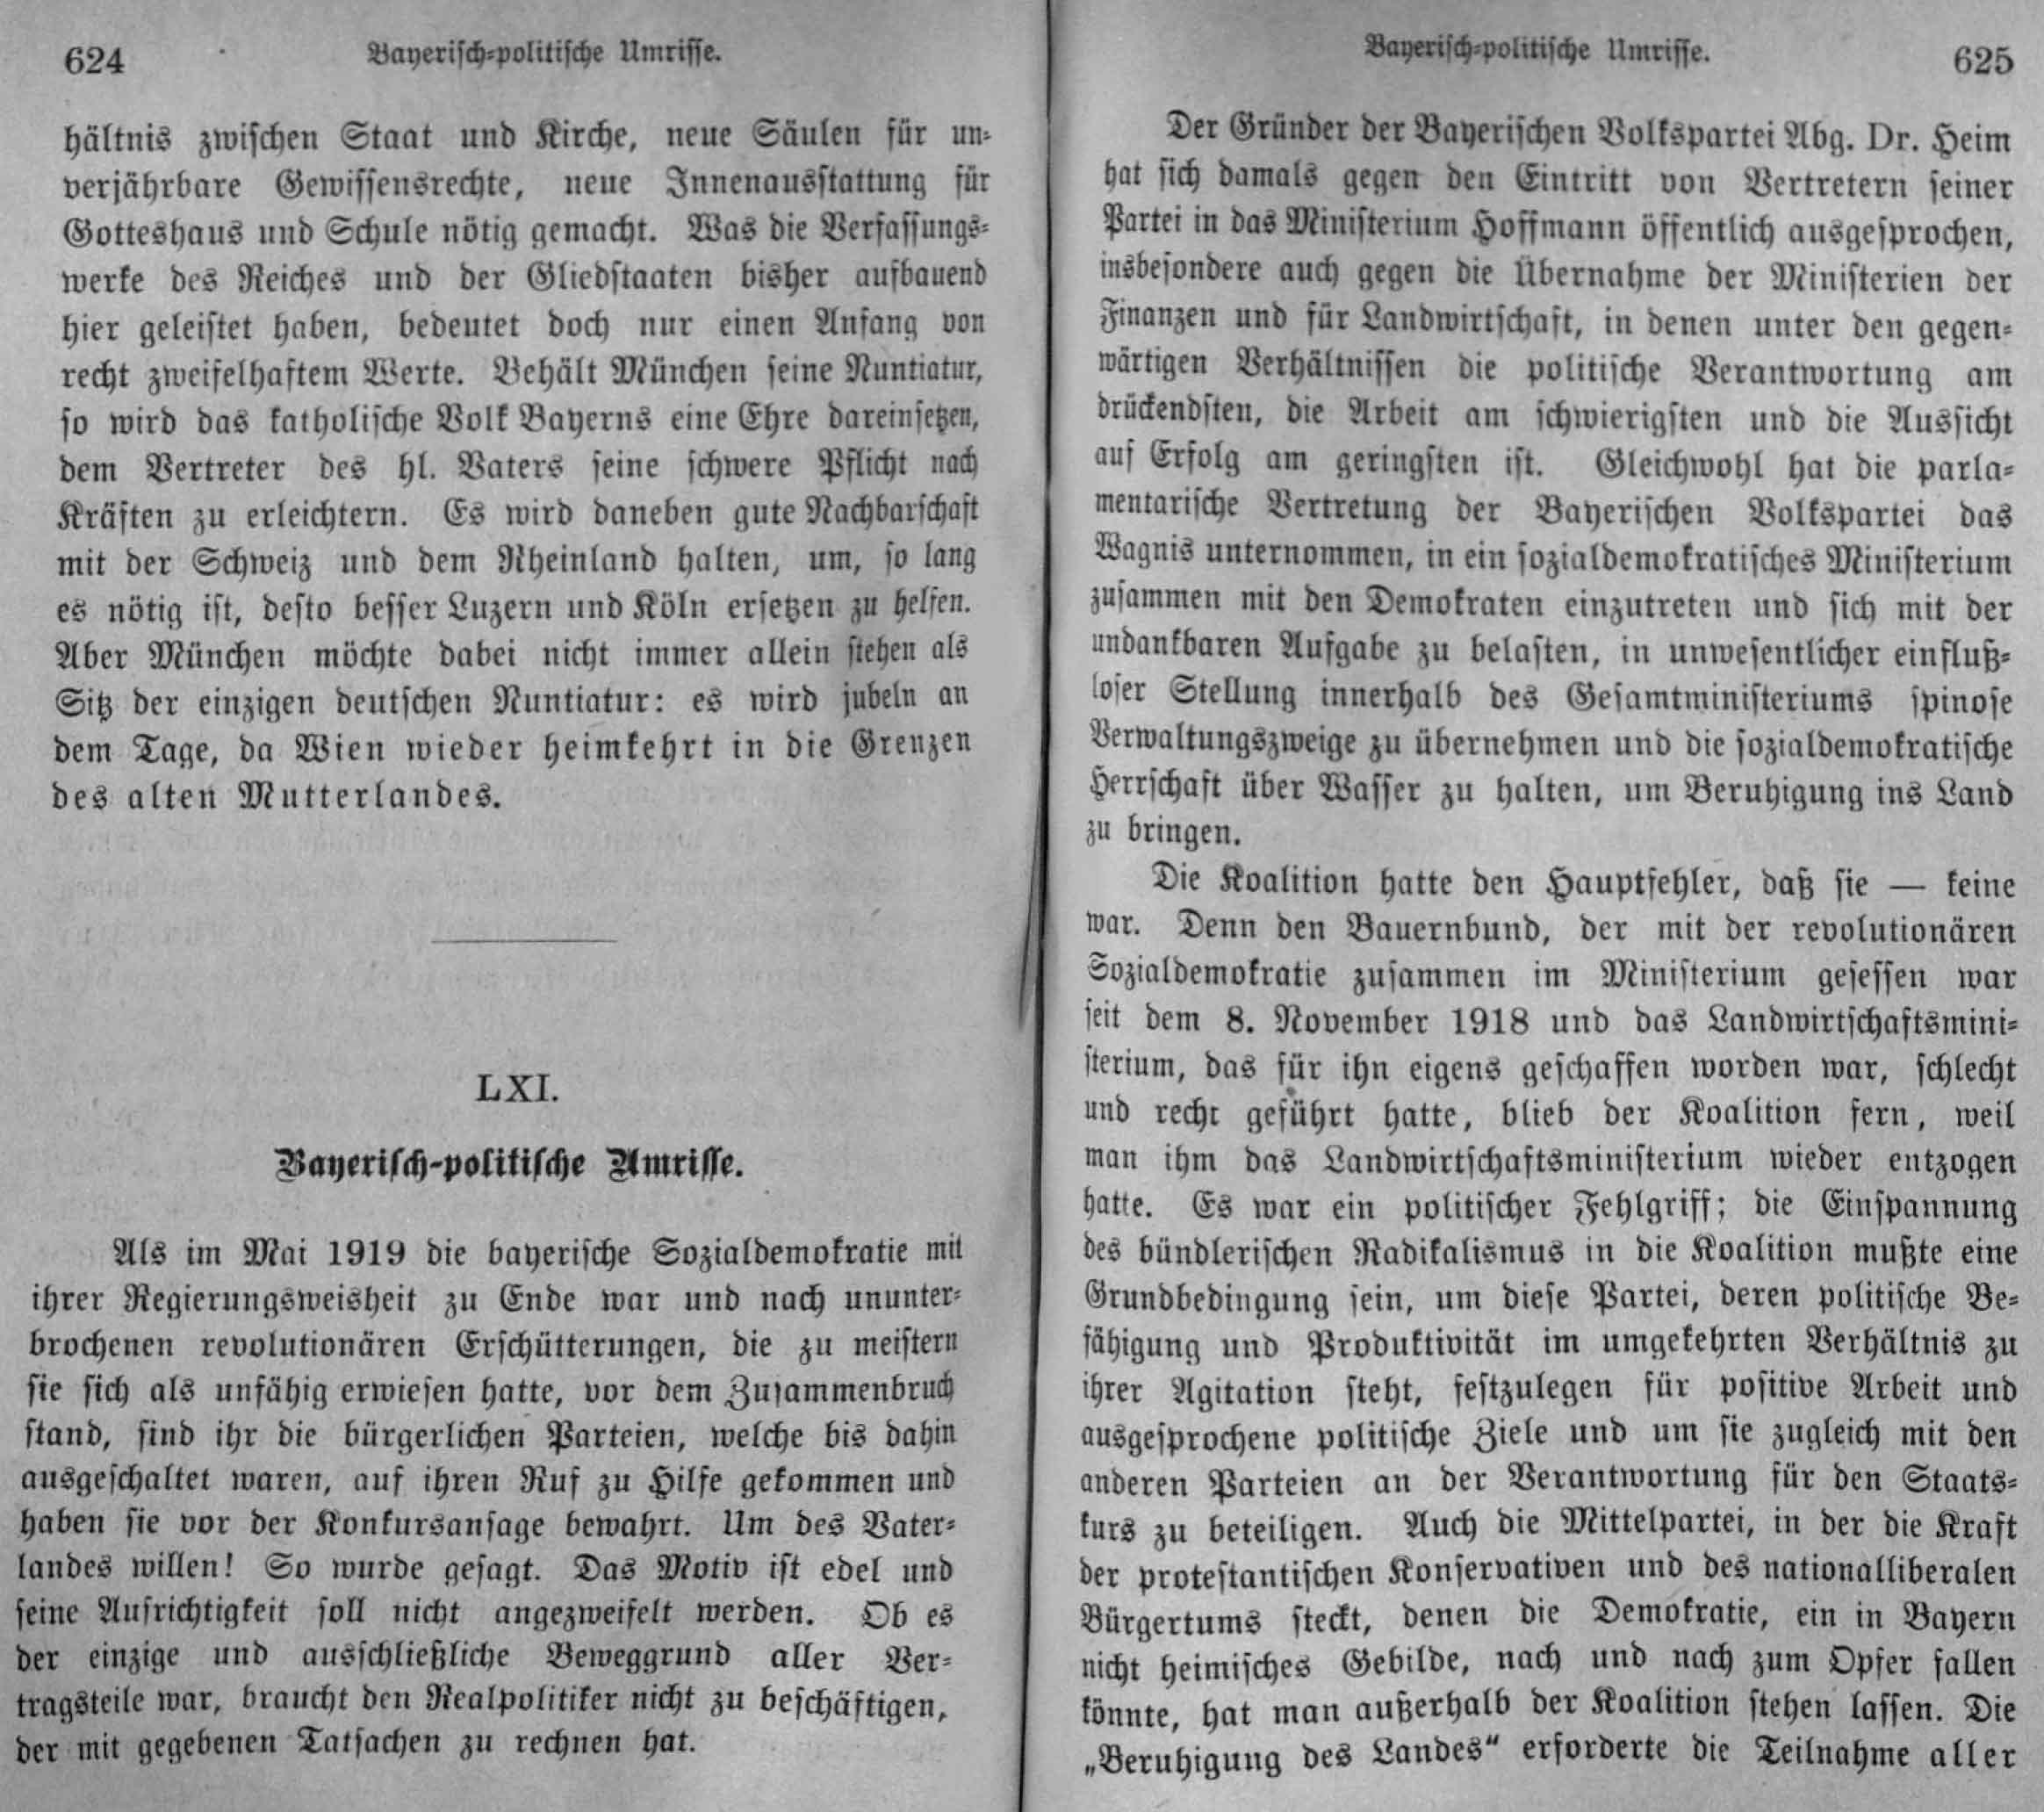 624
Bayerisch-politische Umrisse.
hältnis zwischen Staat und Kirche, neue Säulen für un-
verjährbare Gewissensrechte, neue Innenausstattung für
Gotteshaus und Schule nötig gemacht. Was die Verfassungs-
werke des Reiches und der Gliedstaaten bisher aufbauend
hier geleistet haben, bedeutet doch nur einen Anfang von
recht zweifelhaftem Werte. Behält München seine Nuntiatur,
so wird das katholische Volk Bayerns eine Ehre dareinsetzen,
dem Vertreter des hl. Vaters seine schwere Pflicht nach
Kräften zu erleichtern. Es wird daneben gute Nachbarschaft
mit der Schweiz und dem Rheinland halten, um, so lang
es nötig ist, desto besser Luzern und Köln ersetzen zu helfen.
Aber München möchte dabei nicht immer allein stehen als
Sitz der einzigen deutschen Nuntiatur: es wird jubeln an
dem Tage, da Wien wieder heimkehrt in die Grenzen
des alten Mutterlandes.
LXI.
Bayerisch-politische Umrisse.
Als im Mai 1919 die bayerische Sozialdemokratie mit
ihrer Regierungsweisheit zu Ende war und nach ununter-
brochenen revolutionären Erschütterungen, die zu meistern
sie sich als unfähig erwiesen hatte, vor dem Zusammenbruch
stand, sind ihr die bürgerlichen Parteien, welche bis dahin
ausgeschaltet waren, auf ihren Ruf zu Hilfe gekommen und
haben sie vor der Konkursansage bewahrt. Um des Vater-
landes willen! So wurde gesagt. Das Motiv ist edel und
seine Aufrichtigkeit soll nicht angezweifelt werden. Ob es
der einzige und ausschließliche Beweggrund aller Ver-
tragsteile war, braucht den Realpolitiker nicht zu beschäftigen,
der mit gegebenen Tatsachen zu rechnen hat.
Bayerisch-politische Umrisse.
625
Der Gründer der Bayerischen Volkspartei Abg. Dr. Heim
hat sich damals gegen den Eintritt von Vertretern seiner
Partei in das Ministerium Hoffmann öffentlich ausgesprochen,
insbesondere auch gegen die Übernahme der Ministerien der
Finanzen und für Landwirtschaft, in denen unter den gegen-
wärtigen Verhältnissen die politische Verantwortung am
drückendsten, die Arbeit am schwierigsten und die Aussicht
auf Erfolg am geringsten ist. Gleichwohl hat die parla-
mentarische Vertretung der Bayerischen Volkspartei das
Wagnis unternommen, in ein sozialdemokratisches Ministerium
zusammen mit den Demokraten einzutreten und sich mit der
undankbaren Aufgabe zu belasten, in unwesentlicher einfluß-
loser Stellung innerhalb des Gesamtministeriums spinose
Verwaltungszweige zu übernehmen und die sozialdemokratische
Herrschaft über Wasser zu halten, um Beruhigung ins Land
zu bringen.
Die Koalition hatte den Hauptfehler, daß sie — keine
war. Denn den Bauernbund, der mit der revolutionären
Sozialdemokratie zusammen im Ministerium gesessen war
seit dem 8. November 1918 und das Landwirtschaftsmini-
sterium, das für ihn eigens geschaffen worden war, schlecht
und recht geführt hatte, blieb der Koalition fern, weil
man ihm das Landwirtschaftsministerium wieder entzogen
hatte. Es war ein politischer Fehlgriff; die Einspannung
des bündlerischen Radikalismus in die Koalition mußte eine
Grundbedingung sein, um diese Partei, deren politische Be-
fähigung und Produktivität im umgekehrten Verhältnis zu
ihrer Agitation steht, festzulegen für positive Arbeit und
ausgesprochene politische Ziele und um sie zugleich mit den
anderen Parteien an der Verantwortung für den Staats-
kurs zu beteiligen. Auch die Mittelpartei, in der die Kraft
der protestantischen Konservativen und des nationalliberalen
Bürgertums steckt, denen die Demokratie, ein in Bayern
nicht heimisches Gebilde, nach und nach zum Opfer fallen
könnte, hat man außerhalb der Koalition stehen lassen. Die
„Beruhigung des Landes“ erforderte die Teilnahme aller